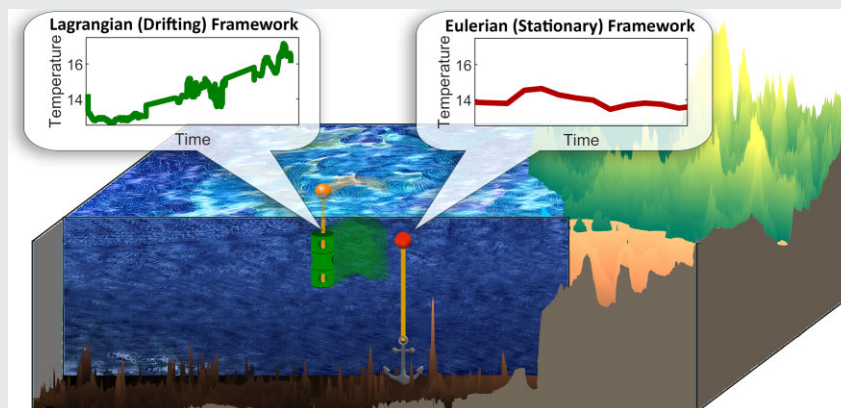 Lagrangian (Drifting) Framework
Temperature
16
14
Time
Eulerian (Stationary) Framework
Temperature
16
14
Time